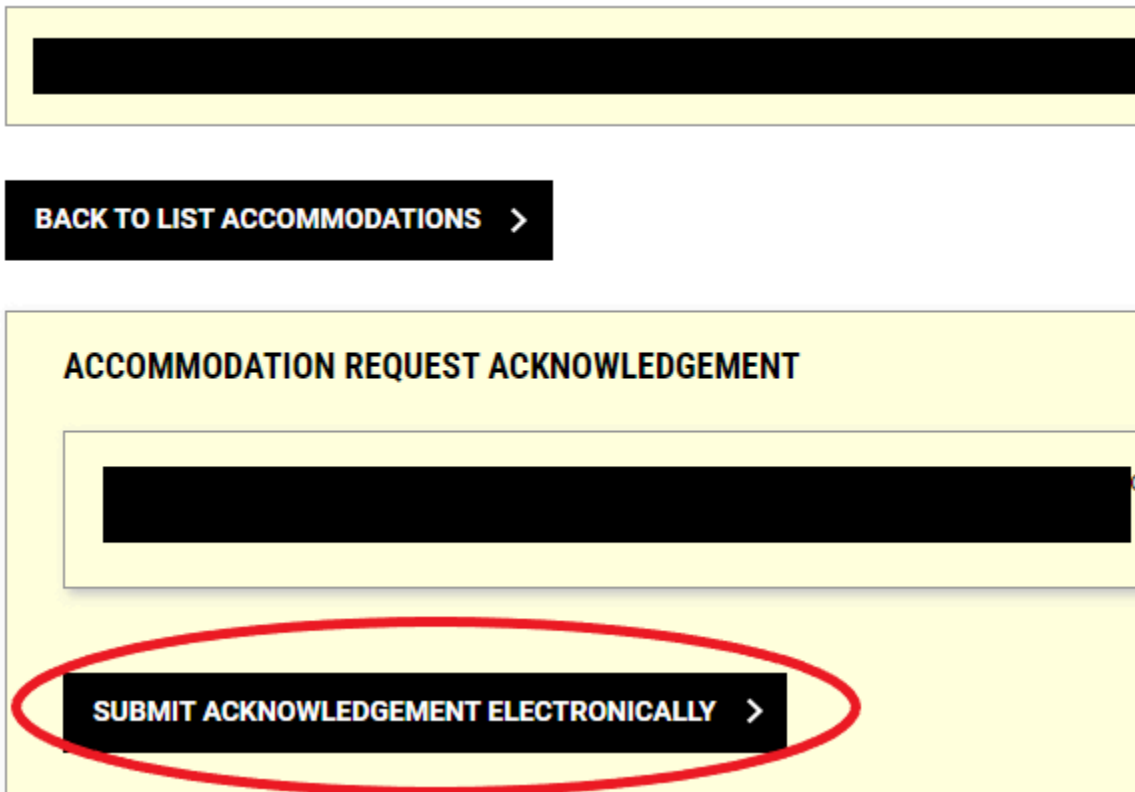 BACK TO LIST ACCOMMODATIONS
ACCOMMODATION REQUEST ACKNOWLEDGEMENT
SUBMIT ACKNOWLEDGEMENT ELECTRONICALLY